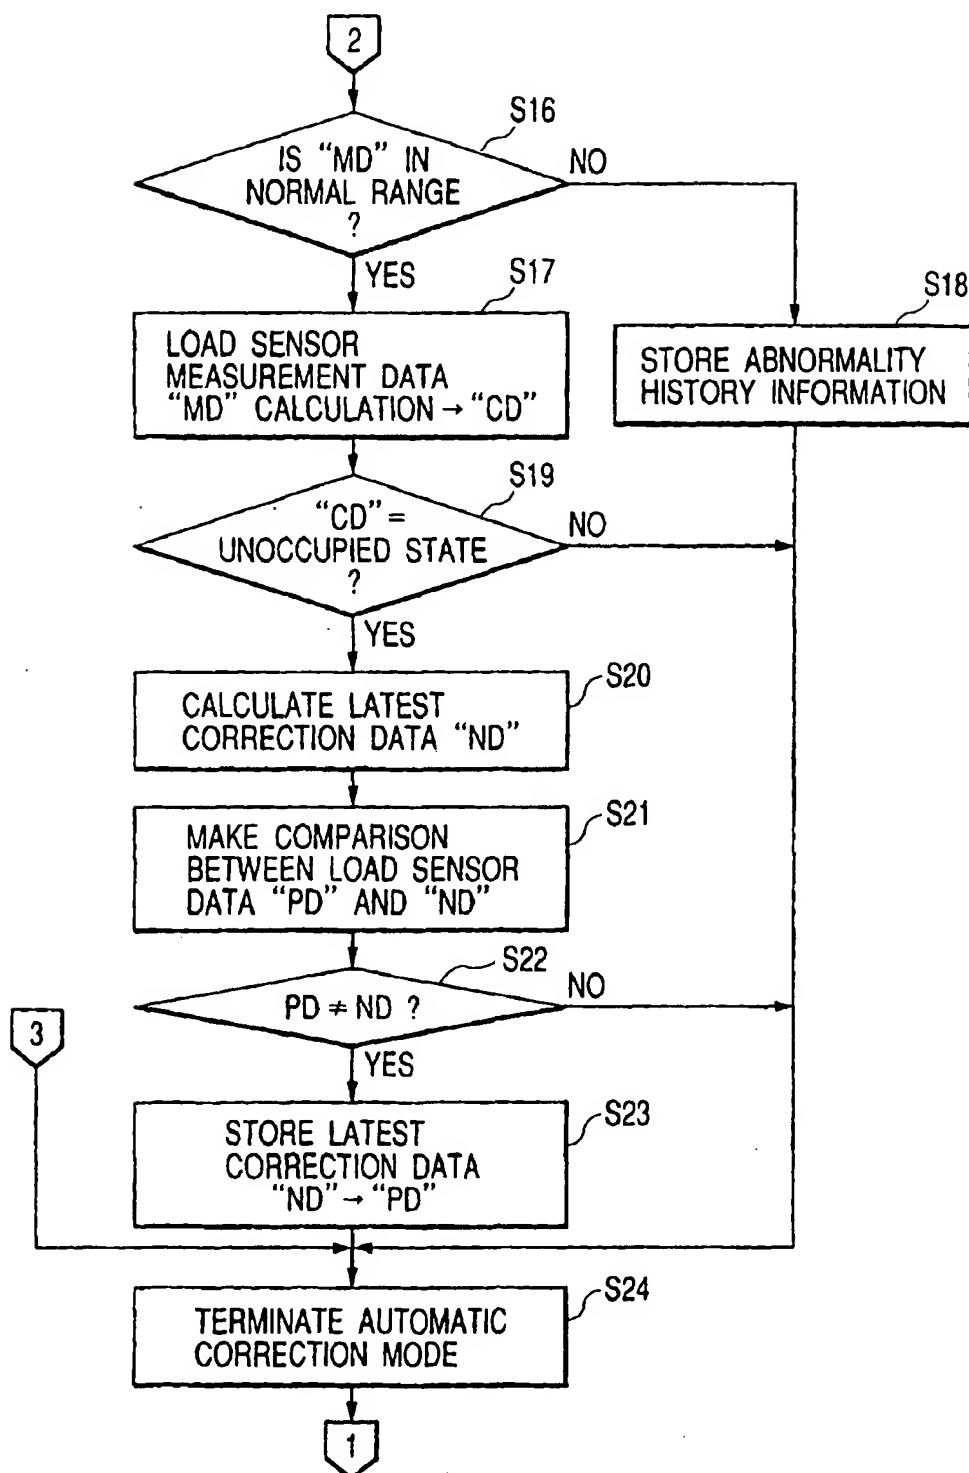 2
S16
IS “MD” IN
NORMAL RANGE
?
NO
YES
S17
LOAD SENSOR
MEASUREMENT DATA
“MD” CALCULATION → “CD”
S18
STORE ABNORMALITY
HISTORY INFORMATION
S19
“CD” =
UNOCCUPIED STATE
?
NO
YES
S20
CALCULATE LATEST
CORRECTION DATA “ND”
S21
MAKE COMPARISON
BETWEEN LOAD SENSOR
DATA “PD” AND “ND”
S22
PD ≠ ND ?
NO
YES
3
S23
STORE LATEST
CORRECTION DATA
“ND” → “PD”
S24
TERMINATE AUTOMATIC
CORRECTION MODE
1